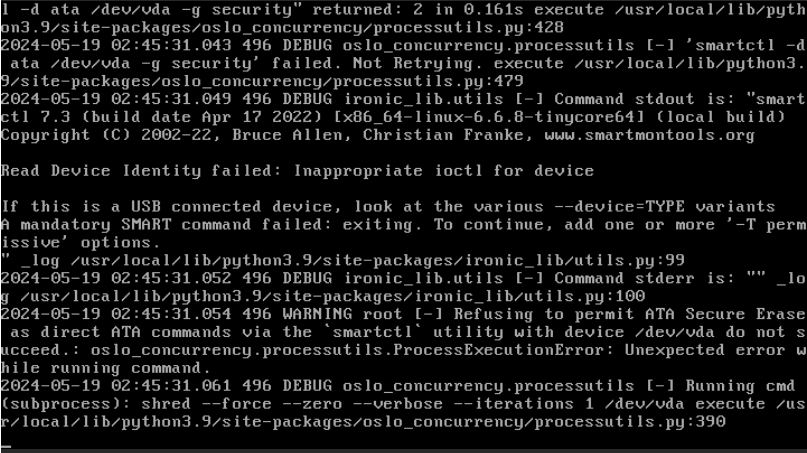 l -d ata /dev/vda -g security" returned: 2 in 0.161s execute /usr/local/lib/pyth
on3.9/site-packages/oslo_concurrency/processutils.py:428
2024-05-19 02:45:31.043 496 DEBUG oslo_concurrency.processutils [-] 'smartctl -d
 ata /dev/vda -g security' failed. Not Retrying. execute /usr/local/lib/python3.
9/site-packages/oslo_concurrency/processutils.py:479
2024-05-19 02:45:31.049 496 DEBUG ironic_lib.utils [-] Command stdout is: "smart
ctl 7.3 (build date Apr 17 2022) [x86_64-linux-6.6.8-tinycore64] (local build)
Copyright (C) 2002-22, Bruce Allen, Christian Franke, www.smartmontools.org

Read Device Identity failed: Inappropriate ioctl for device

If this is a USB connected device, look at the various --device=TYPE variants
A mandatory SMART command failed: exiting. To continue, add one or more '-T perm
issive' options.
" _log /usr/local/lib/python3.9/site-packages/ironic_lib/utils.py:99
2024-05-19 02:45:31.052 496 DEBUG ironic_lib.utils [-] Command stderr is: "" _lo
g /usr/local/lib/python3.9/site-packages/ironic_lib/utils.py:100
2024-05-19 02:45:31.054 496 WARNING root [-] Refusing to permit ATA Secure Erase
 as direct ATA commands via the `smartctl` utility with device /dev/vda do not s
ucceed.: oslo_concurrency.processutils.ProcessExecutionError: Unexpected error w
hile running command.
2024-05-19 02:45:31.061 496 DEBUG oslo_concurrency.processutils [-] Running cmd
(subprocess): shred --force --zero --verbose --iterations 1 /dev/vda execute /us
r/local/lib/python3.9/site-packages/oslo_concurrency/processutils.py:390